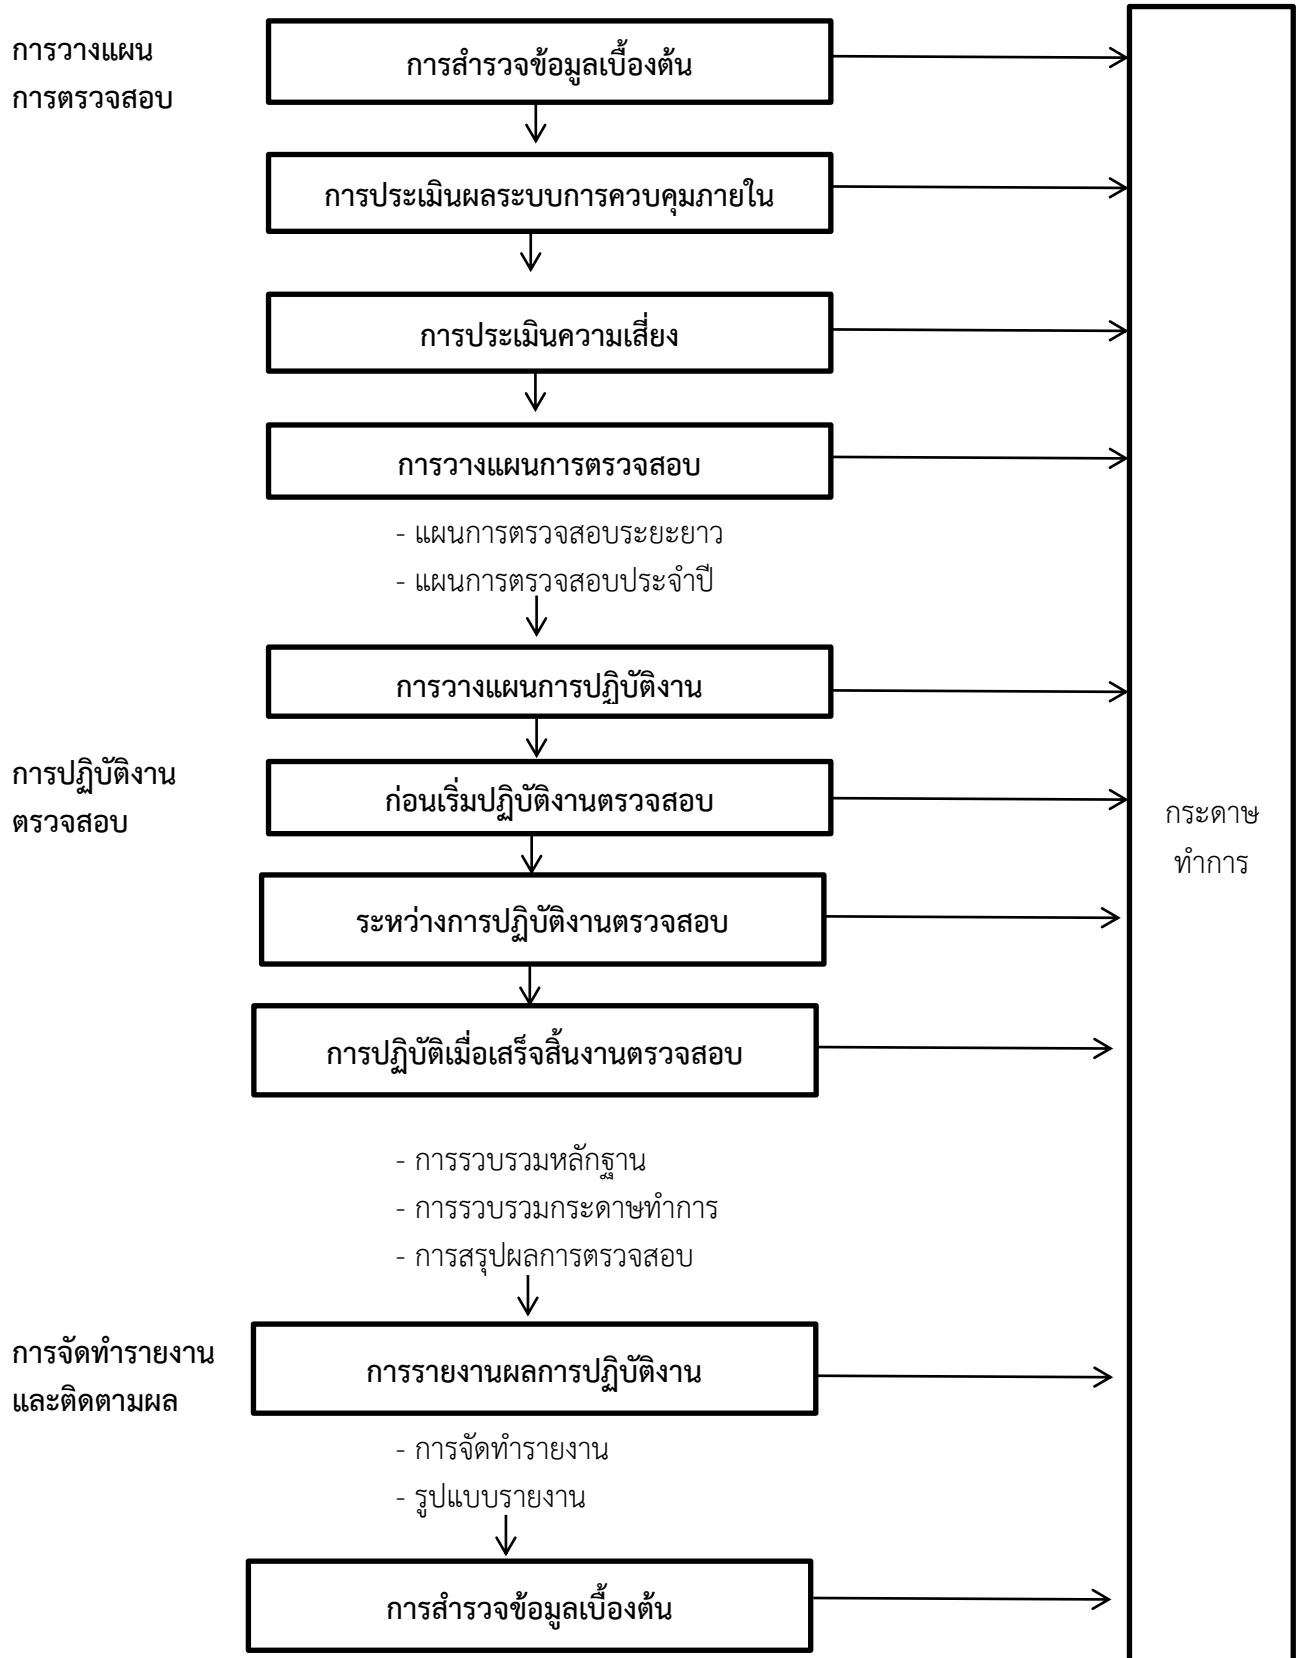 การวางแผน
การตรวจสอบ
การสำรวจข้อมูลเบื้องต้น
การประเมินผลระบบการควบคุมภายใน
การประเมินความเสี่ยง
การวางแผนการตรวจสอบ
- แผนการตรวจสอบระยะยาว
- แผนการตรวจสอบประจำปี
การวางแผนการปฏิบัติงาน
การปฏิบัติงาน
ตรวจสอบ
ก่อนเริ่มปฏิบัติงานตรวจสอบ
กระดาษ
ทำการ
ระหว่างการปฏิบัติงานตรวจสอบ
การปฏิบัติเมื่อเสร็จสิ้นงานตรวจสอบ
- การรวบรวมหลักฐาน
- การรวบรวมกระดาษทำการ
- การสรุปผลการตรวจสอบ
การจัดทำรายงาน
และติดตามผล
การรายงานผลการปฏิบัติงาน
- การจัดทำรายงาน
- รูปแบบรายงาน
การสำรวจข้อมูลเบื้องต้น